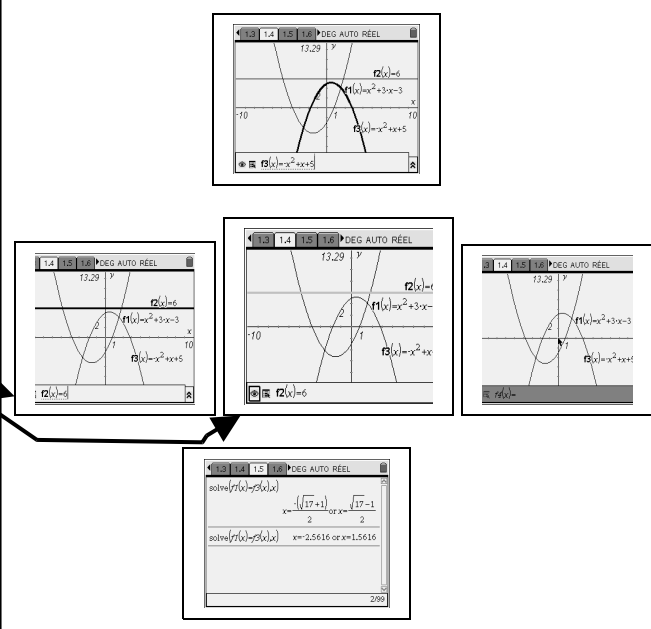 1.3 1.4 1.5 1.6 DEG AUTO RÉEL
13.29 y
f2(x)=6
f1(x)=x²+3·x−3
2
x
-10 1 10
f3(x)=-x²+x+5
f3(x)=-x²+x+5
1.4 1.5 1.6 DEG AUTO RÉEL
13.29 y
f2(x)=6
f1(x)=x²+3·x−3
2
x
1 10
f3(x)=-x²+x+5
f2(x)=6
1.3 1.4 1.5 1.6 DEG AUTO RÉEL
13.29 y
f2(x)=6
f1(x)=x²+3·x−
2
-10 1
f3(x)=-x²+x+
f2(x)=6
.3 1.4 1.5 1.6 DEG AUTO RÉEL
13.29 y
f1(x)=x²+3·x−3
2
1
f3(x)=-x²+x+5
f4(x)=
1.3 1.4 1.5 1.6 DEG AUTO RÉEL
solve(f1(x)=f3(x),x)
x=-(√17+1)/2 or x=(√17−1)/2
solve(f1(x)=f3(x),x) x=-2.5616 or x=1.5616
2/99